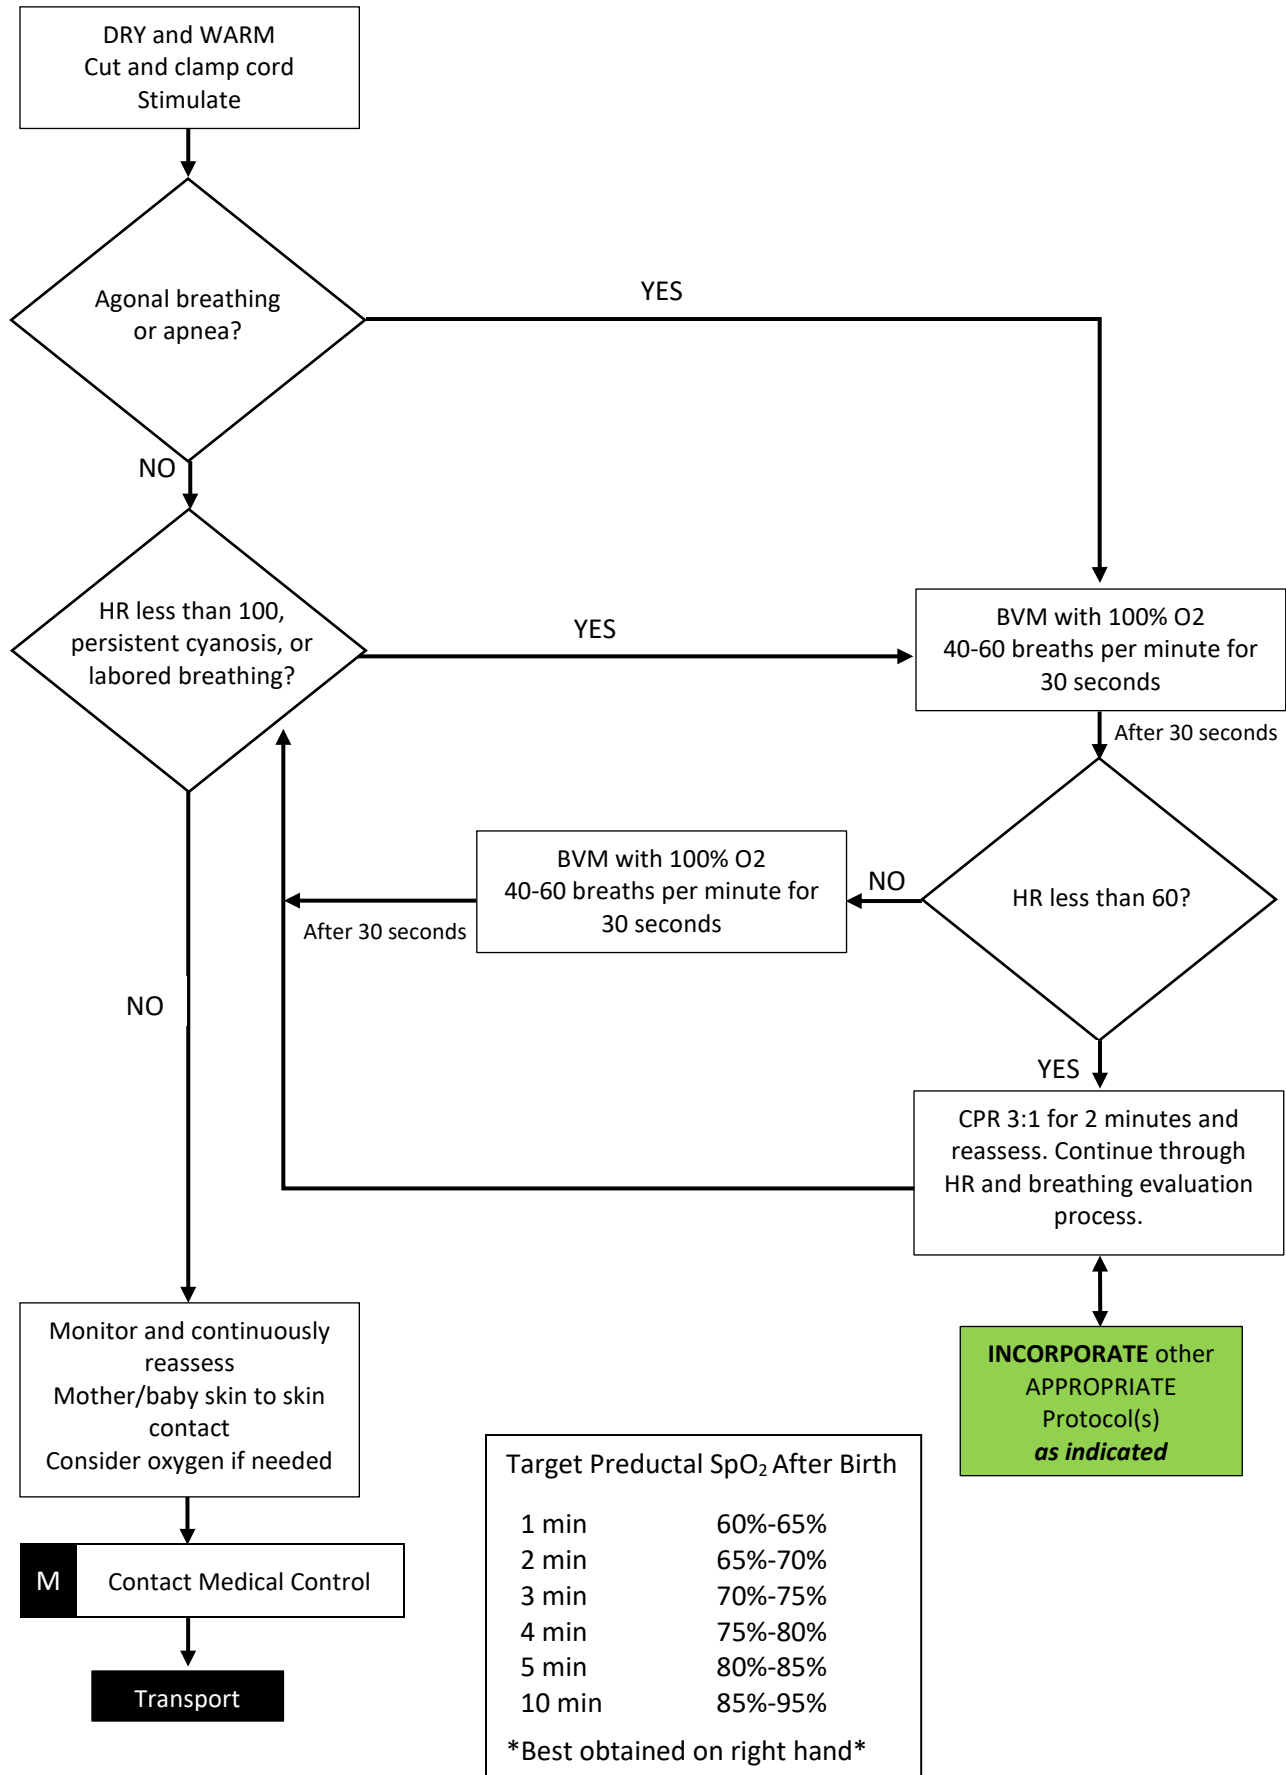 DRY and WARM
Cut and clamp cord
Stimulate
Agonal breathing
or apnea?
YES
NO
HR less than 100,
persistent cyanosis, or
labored breathing?
YES
BVM with 100% O2
40-60 breaths per minute for
30 seconds
After 30 seconds
HR less than 60?
NO
BVM with 100% O2
40-60 breaths per minute for
30 seconds
After 30 seconds
YES
CPR 3:1 for 2 minutes and
reassess. Continue through
HR and breathing evaluation
process.
INCORPORATE other
APPROPRIATE
Protocol(s)
as indicated
NO
Monitor and continuously
reassess
Mother/baby skin to skin
contact
Consider oxygen if needed
M Contact Medical Control
Transport
Target Preductal SpO₂ After Birth
1 min 60%-65%
2 min 65%-70%
3 min 70%-75%
4 min 75%-80%
5 min 80%-85%
10 min 85%-95%
*Best obtained on right hand*